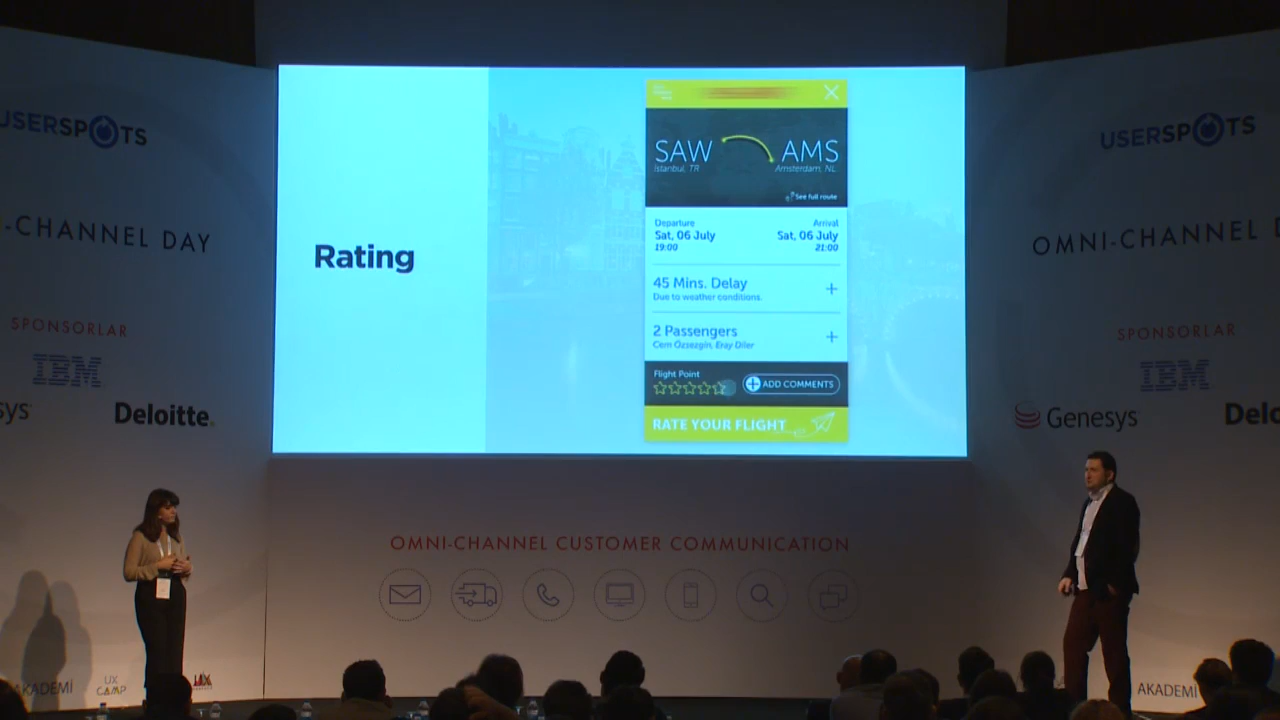 USERSPOTS
-CHANNEL DAY
SPONSORLAR
IBM
sys
Deloitte.
AKADEMİ
UX
CAMP
Rating
SAW
AMS
İstanbul, TR
Amsterdam, NL
See full route
Departure
Arrival
Sat, 06 July
Sat, 06 July
19:00
21:00
45 Mins. Delay
Due to weather conditions.
2 Passengers
Cem Özsezgin, Eray Diler
Flight Point
ADD COMMENTS
RATE YOUR FLIGHT
OMNI-CHANNEL CUSTOMER COMMUNICATION
USERSPOTS
OMNI-CHANNEL
SPONSORLAR
IBM
Genesys
Delo
AKADEMİ